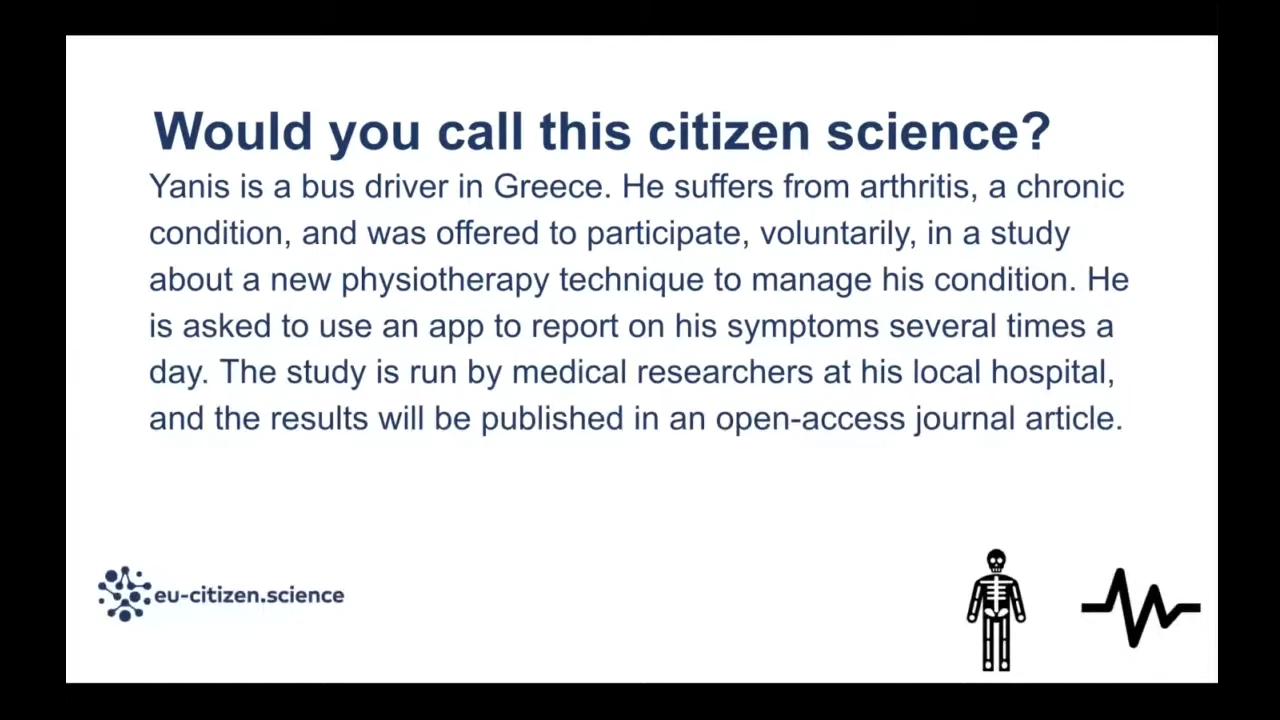 Would you call this citizen science?
Yanis is a bus driver in Greece. He suffers from arthritis, a chronic
condition, and was offered to participate, voluntarily, in a study
about a new physiotherapy technique to manage his condition. He
is asked to use an app to report on his symptoms several times a
day. The study is run by medical researchers at his local hospital,
and the results will be published in an open-access journal article.
eu-citizen.science